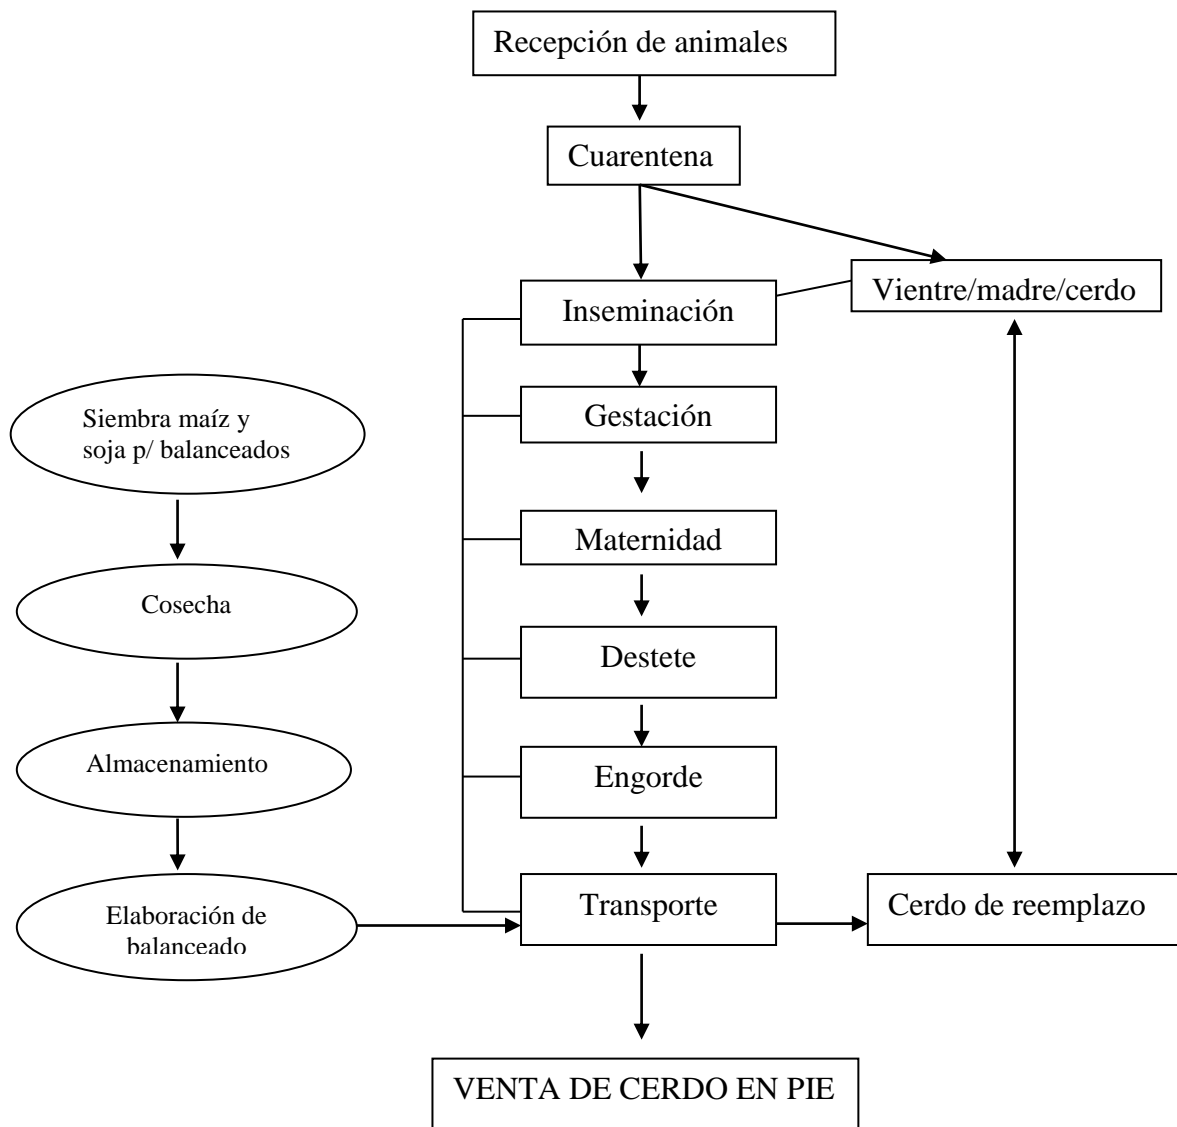 Recepción de animales
Cuarentena
Vientre/madre/cerdo
Inseminación
Gestación
Siembra maíz y
soja p/ balanceados
Maternidad
Cosecha
Destete
Almacenamiento
Engorde
Elaboración de
balanceado
Transporte
Cerdo de reemplazo
VENTA DE CERDO EN PIE